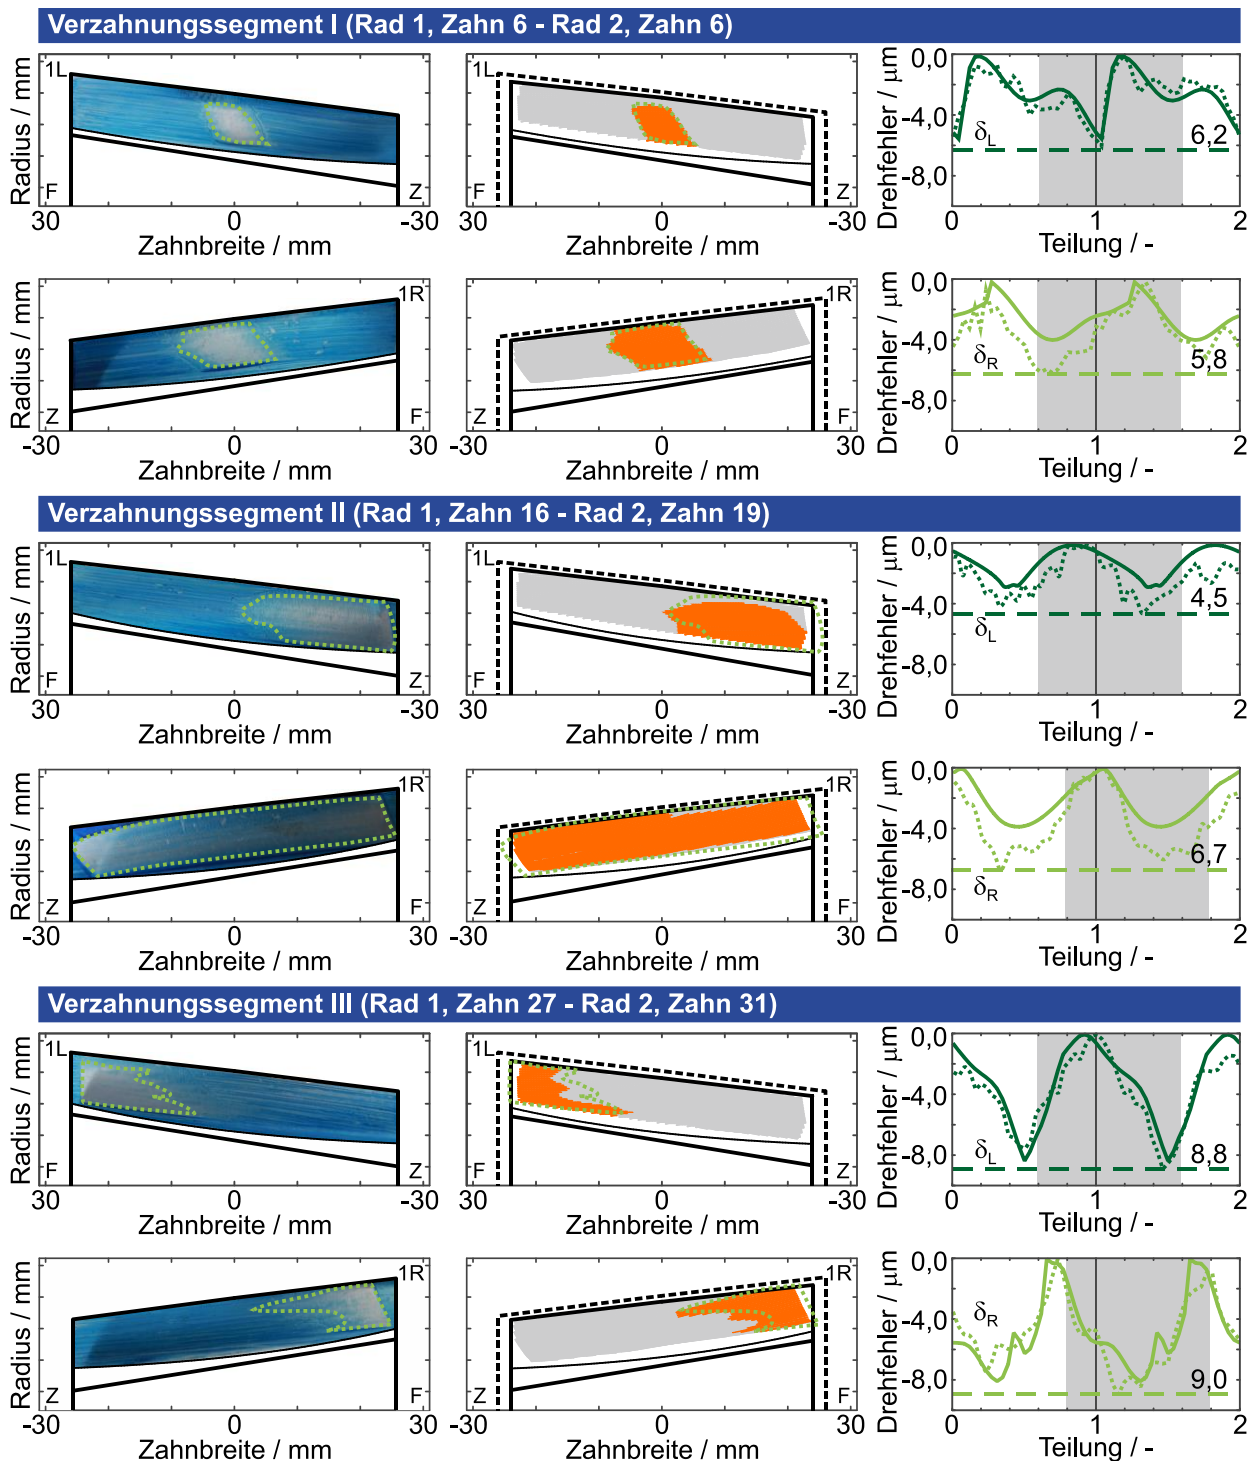 Verzahnungssegment I (Rad 1, Zahn 6 - Rad 2, Zahn 6)
Radius / mm
1L
F
Z
30
0
-30
Zahnbreite / mm
1L
F
Z
30
0
-30
Zahnbreite / mm
Drehfehler / μm
0,0
-4,0
-8,0
δL
6,2
0
1
2
Teilung / -
Radius / mm
1R
Z
F
-30
0
30
Zahnbreite / mm
1R
Z
F
-30
0
30
Zahnbreite / mm
Drehfehler / μm
0,0
-4,0
-8,0
δR
5,8
0
1
2
Teilung / -
Verzahnungssegment II (Rad 1, Zahn 16 - Rad 2, Zahn 19)
Radius / mm
1L
F
Z
30
0
-30
Zahnbreite / mm
1L
F
Z
30
0
-30
Zahnbreite / mm
Drehfehler / μm
0,0
-4,0
-8,0
δL
4,5
0
1
2
Teilung / -
Radius / mm
1R
Z
F
-30
0
30
Zahnbreite / mm
1R
Z
F
-30
0
30
Zahnbreite / mm
Drehfehler / μm
0,0
-4,0
-8,0
δR
6,7
0
1
2
Teilung / -
Verzahnungssegment III (Rad 1, Zahn 27 - Rad 2, Zahn 31)
Radius / mm
1L
F
Z
30
0
-30
Zahnbreite / mm
1L
F
Z
30
0
-30
Zahnbreite / mm
Drehfehler / μm
0,0
-4,0
-8,0
δL
8,8
0
1
2
Teilung / -
Radius / mm
1R
Z
F
-30
0
30
Zahnbreite / mm
1R
Z
F
-30
0
30
Zahnbreite / mm
Drehfehler / μm
0,0
-4,0
-8,0
δR
9,0
0
1
2
Teilung / -